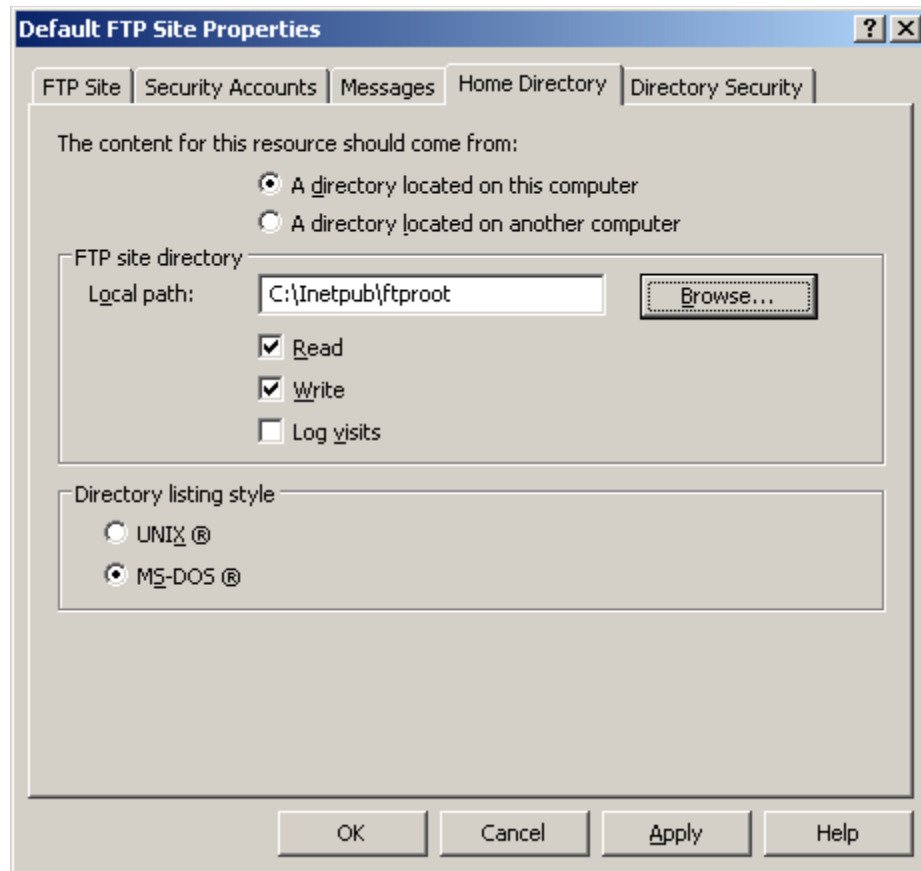 Default FTP Site Properties
FTP Site Security Accounts Messages Home Directory Directory Security
The content for this resource should come from:
A directory located on this computer
A directory located on another computer
FTP site directory
Local path: C:\Inetpub\ftproot Browse...
Read
Write
Log visits
Directory listing style
UNIX ®
MS-DOS ®
OK Cancel Apply Help